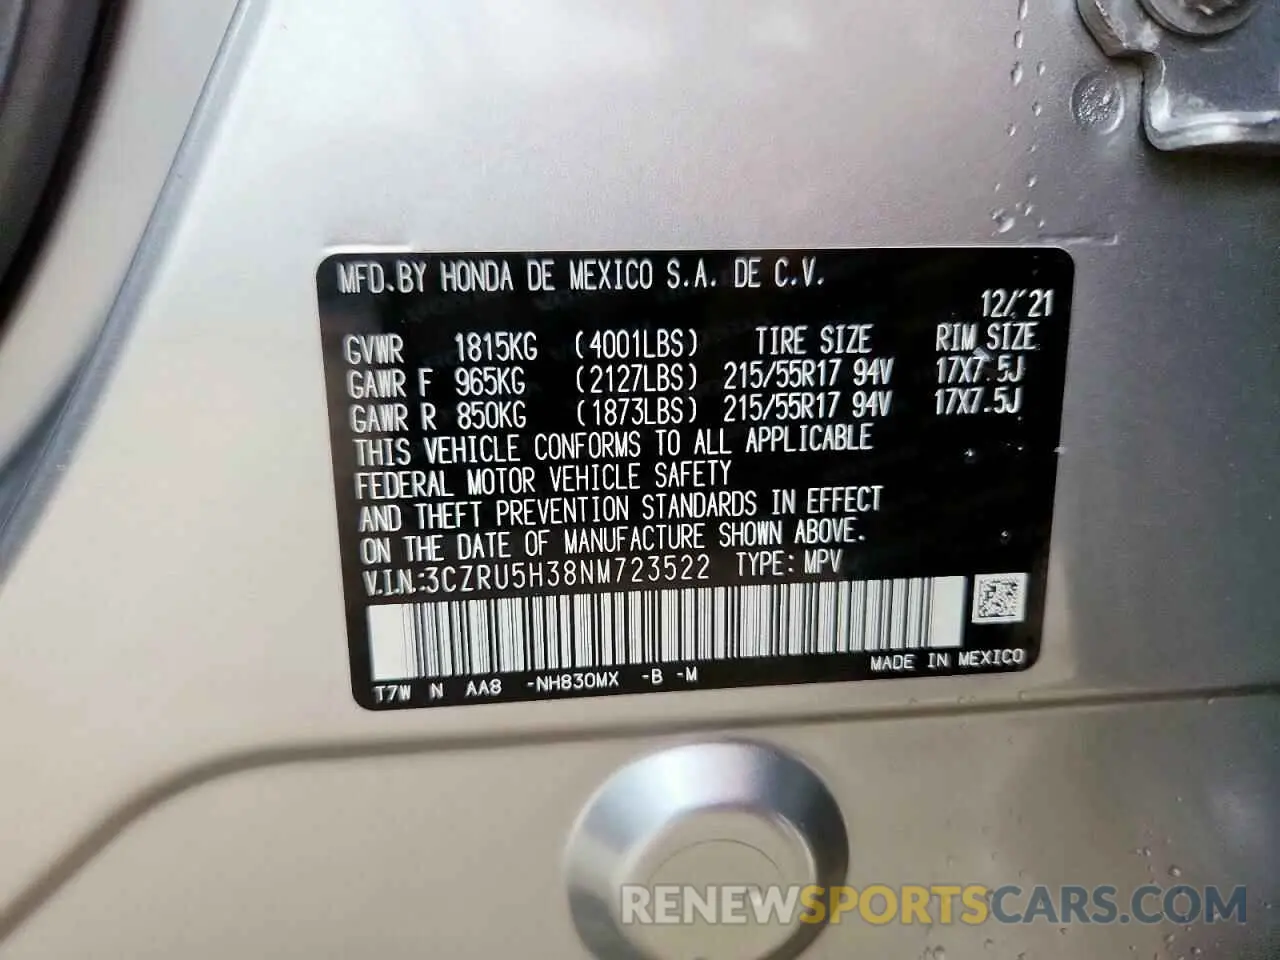 MFD.BY HONDA DE MEXICO S.A. DE C.V.
12/'21
GVWR 1815KG (4001LBS) TIRE SIZE RIM SIZE
GAWR F 965KG (2127LBS) 215/55R17 94V 17X7.5J
GAWR R 850KG (1873LBS) 215/55R17 94V 17X7.5J
THIS VEHICLE CONFORMS TO ALL APPLICABLE
FEDERAL MOTOR VEHICLE SAFETY
AND THEFT PREVENTION STANDARDS IN EFFECT
ON THE DATE OF MANUFACTURE SHOWN ABOVE.
V.I.N.:3CZRU5H38NM723522 TYPE: MPV
T7W N AA8 -NH830MX -B -M MADE IN MEXICO
RENEWSPORTSCARS.COM